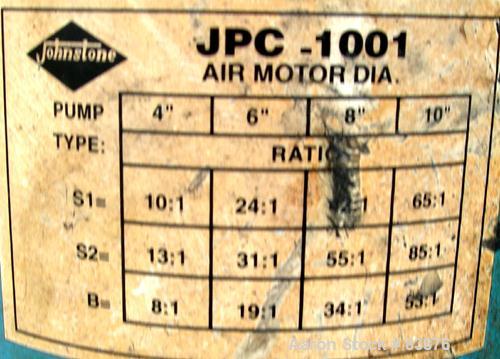 Johnstone
JPC -1001
AIR MOTOR DIA.
PUMP 4" 6" 8" 10"
TYPE: RATIO
S1= 10:1 24:1 65:1
S2= 13:1 31:1 55:1 85:1
B= 8:1 19:1 34:1 53:1
Aaron Stock # 63876